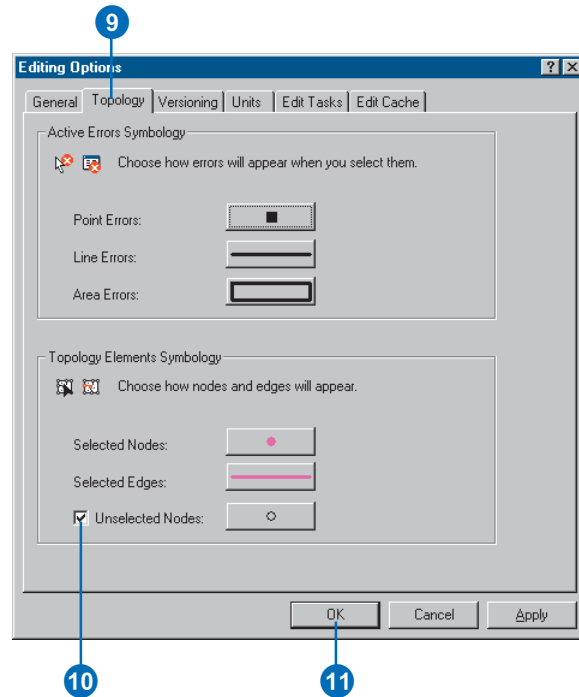 9
Editing Options
General Topology Versioning Units Edit Tasks Edit Cache
Active Errors Symbology
Choose how errors will appear when you select them.
Point Errors:
Line Errors:
Area Errors:
Topology Elements Symbology
Choose how nodes and edges will appear.
Selected Nodes:
Selected Edges:
Unselected Nodes:
OK Cancel Apply
10 11